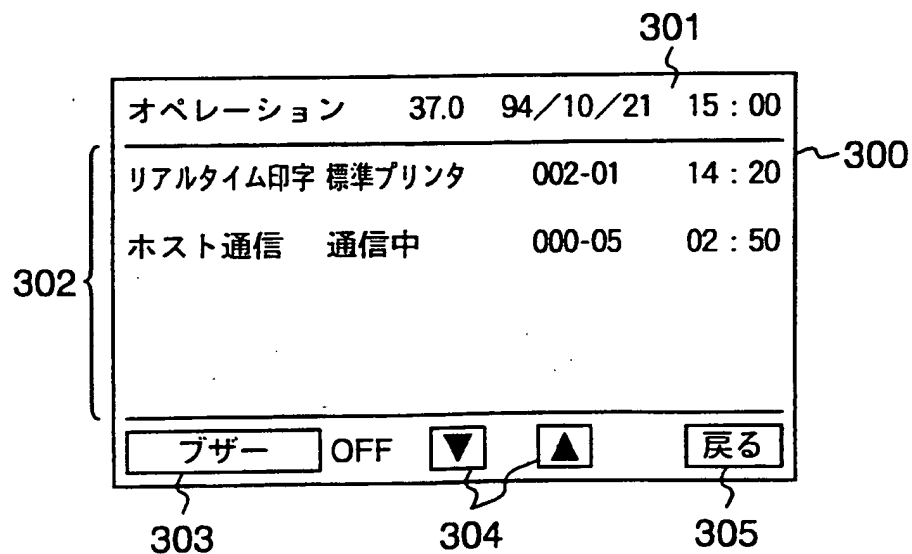 301
オペレーション 37.0 94/10/21 15:00
300
リアルタイム印字 標準プリンタ 002-01 14:20
ホスト通信 通信中 000-05 02:50
302
ブザー OFF ▼ ▲ 戻る
303 304 305